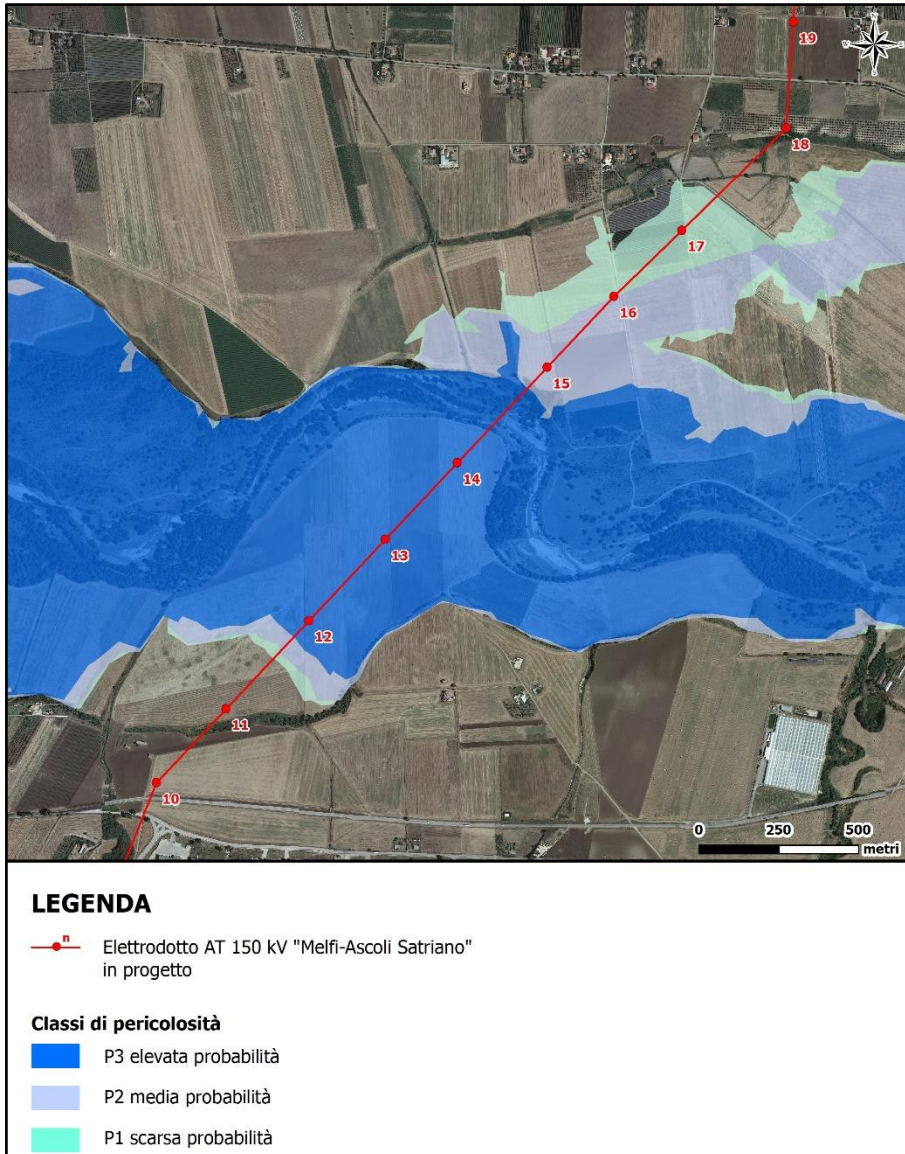 19
N
W
E
S
18
17
16
15
14
13
12
11
10
0 250 500
metri
LEGENDA
n
Elettrodotto AT 150 kV "Melfi-Ascoli Satriano"
in progetto
Classi di pericolosità
P3 elevata probabilità
P2 media probabilità
P1 scarsa probabilità